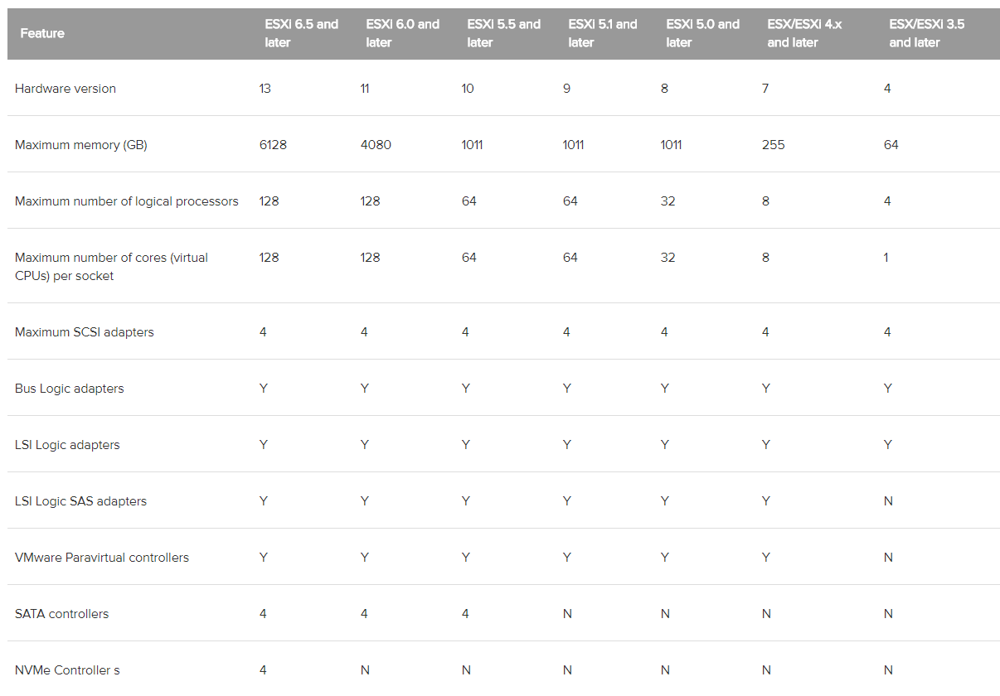 Feature ESXi 6.5 and later ESXi 6.0 and later ESXi 5.5 and later ESXi 5.1 and later ESXi 5.0 and later ESX/ESXi 4.x and later ESX/ESXi 3.5 and later
Hardware version 13 11 10 9 8 7 4
Maximum memory (GB) 6128 4080 1011 1011 1011 255 64
Maximum number of logical processors 128 128 64 64 32 8 4
Maximum number of cores (virtual CPUs) per socket 128 128 64 64 32 8 1
Maximum SCSI adapters 4 4 4 4 4 4 4
Bus Logic adapters Y Y Y Y Y Y Y
LSI Logic adapters Y Y Y Y Y Y Y
LSI Logic SAS adapters Y Y Y Y Y Y N
VMware Paravirtual controllers Y Y Y Y Y Y N
SATA controllers 4 4 4 N N N N
NVMe Controller s 4 N N N N N N